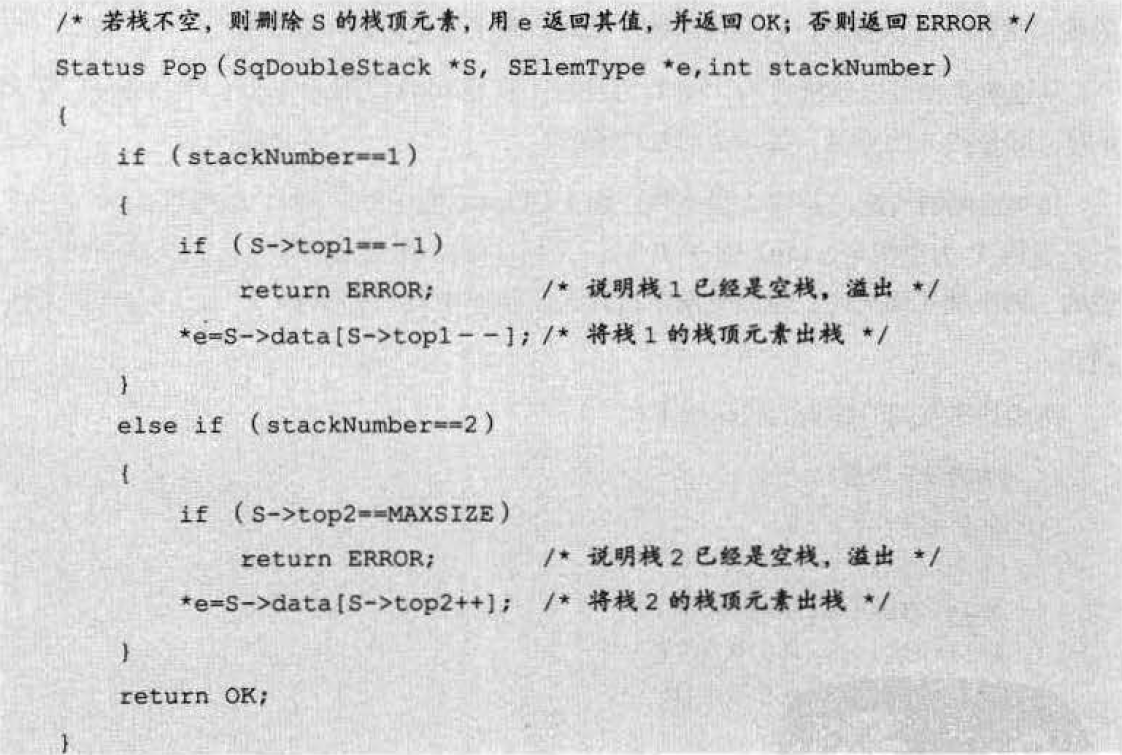 /* 若栈不空，则删除 S 的栈顶元素，用 e 返回其值，并返回 OK；否则返回 ERROR */
Status Pop（SqDoubleStack *S, SElemType *e,int stackNumber）
{
if （stackNumber==1）
{
if （S->top1==-1）
return ERROR; /* 说明栈 1 已经是空栈，溢出 */
*e=S->data[S->top1--]; /* 将栈 1 的栈顶元素出栈 */
}
else if （stackNumber==2）
{
if （S->top2==MAXSIZE）
return ERROR; /* 说明栈 2 已经是空栈，溢出 */
*e=S->data[S->top2++]; /* 将栈 2 的栈顶元素出栈 */
}
return OK;
}